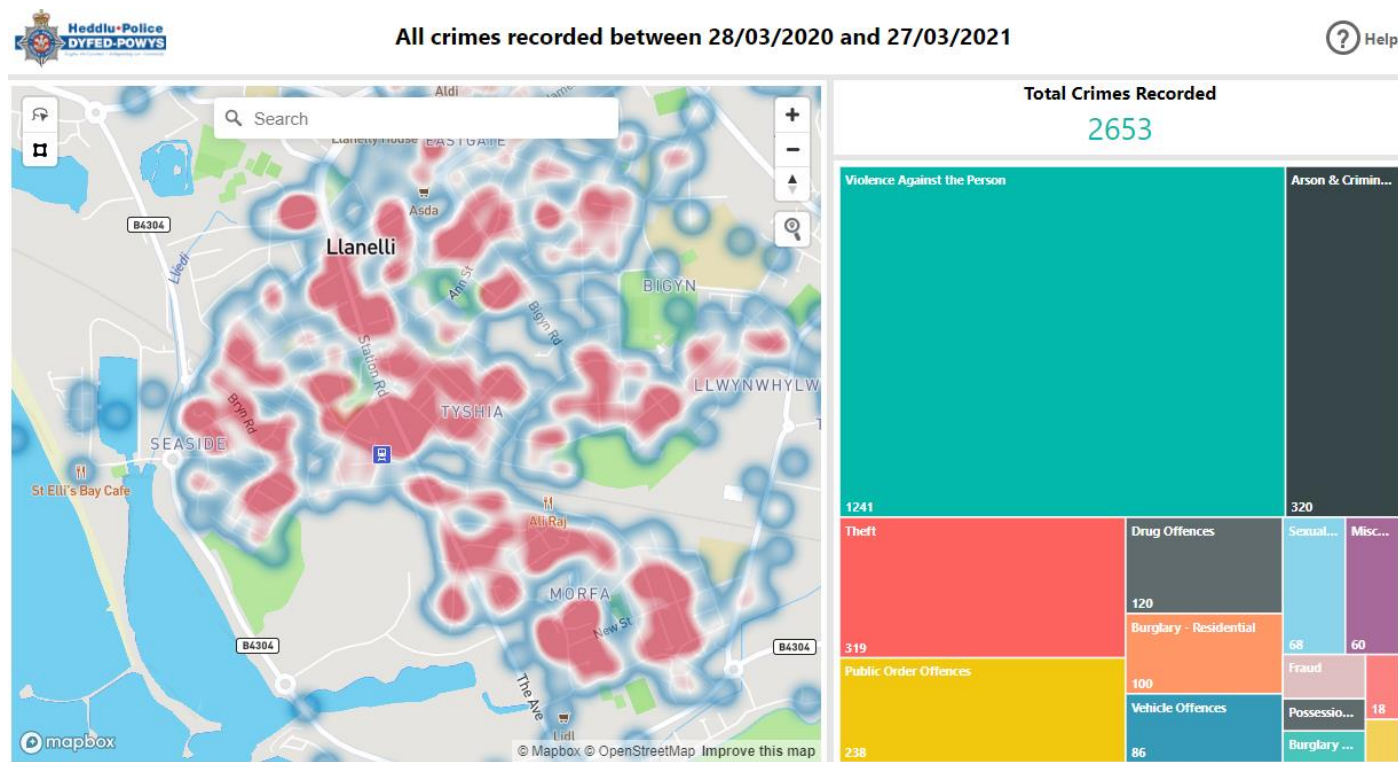 Heddlu•Police
DYFED-POWYS
All crimes recorded between 28/03/2020 and 27/03/2021
Help
Search
Aldi
Llanelly House
EASTGATE
Asda
B4304
Llanelli
Lliedi
Ann St
BIGYN
Bigyn Rd
Station Rd
LLWYNWHYLW
Bryn Rd
TYSHIA
SEASIDE
St Elli's Bay Cafe
Ali Raj
MORFA
New St
B4304
B4304
The Ave
Lidl
mapbox
© Mapbox © OpenStreetMap Improve this map
Total Crimes Recorded
2653
Violence Against the Person
1241
Arson & Crimin...
320
Theft
319
Public Order Offences
238
Drug Offences
120
Burglary - Residential
100
Vehicle Offences
86
Sexual...
68
Misc...
60
Fraud
18
Possessio...
Burglary ...